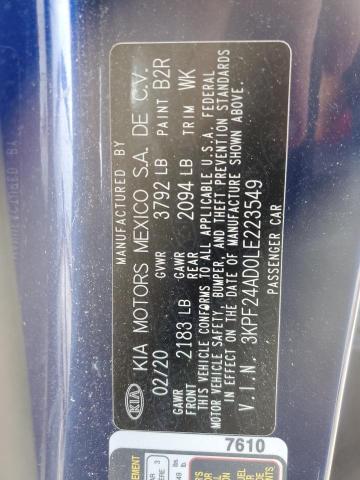 MANUFACTURED BY
KIA KIA MOTORS MEXICO S.A. DE C.V.
02/20 GVWR 3792 LB PAINT B2R
GAWR FRONT 2183 LB GAWR REAR 2094 LB TRIM WK
THIS VEHICLE CONFORMS TO ALL APPLICABLE U.S.A. FEDERAL
MOTOR VEHICLE SAFETY, BUMPER, AND THEFT PREVENTION STANDARDS
IN EFFECT ON THE DATE OF MANUFACTURE SHOWN ABOVE.
V.I.N. 3KPF24AD0LE223549
PASSENGER CAR
7610